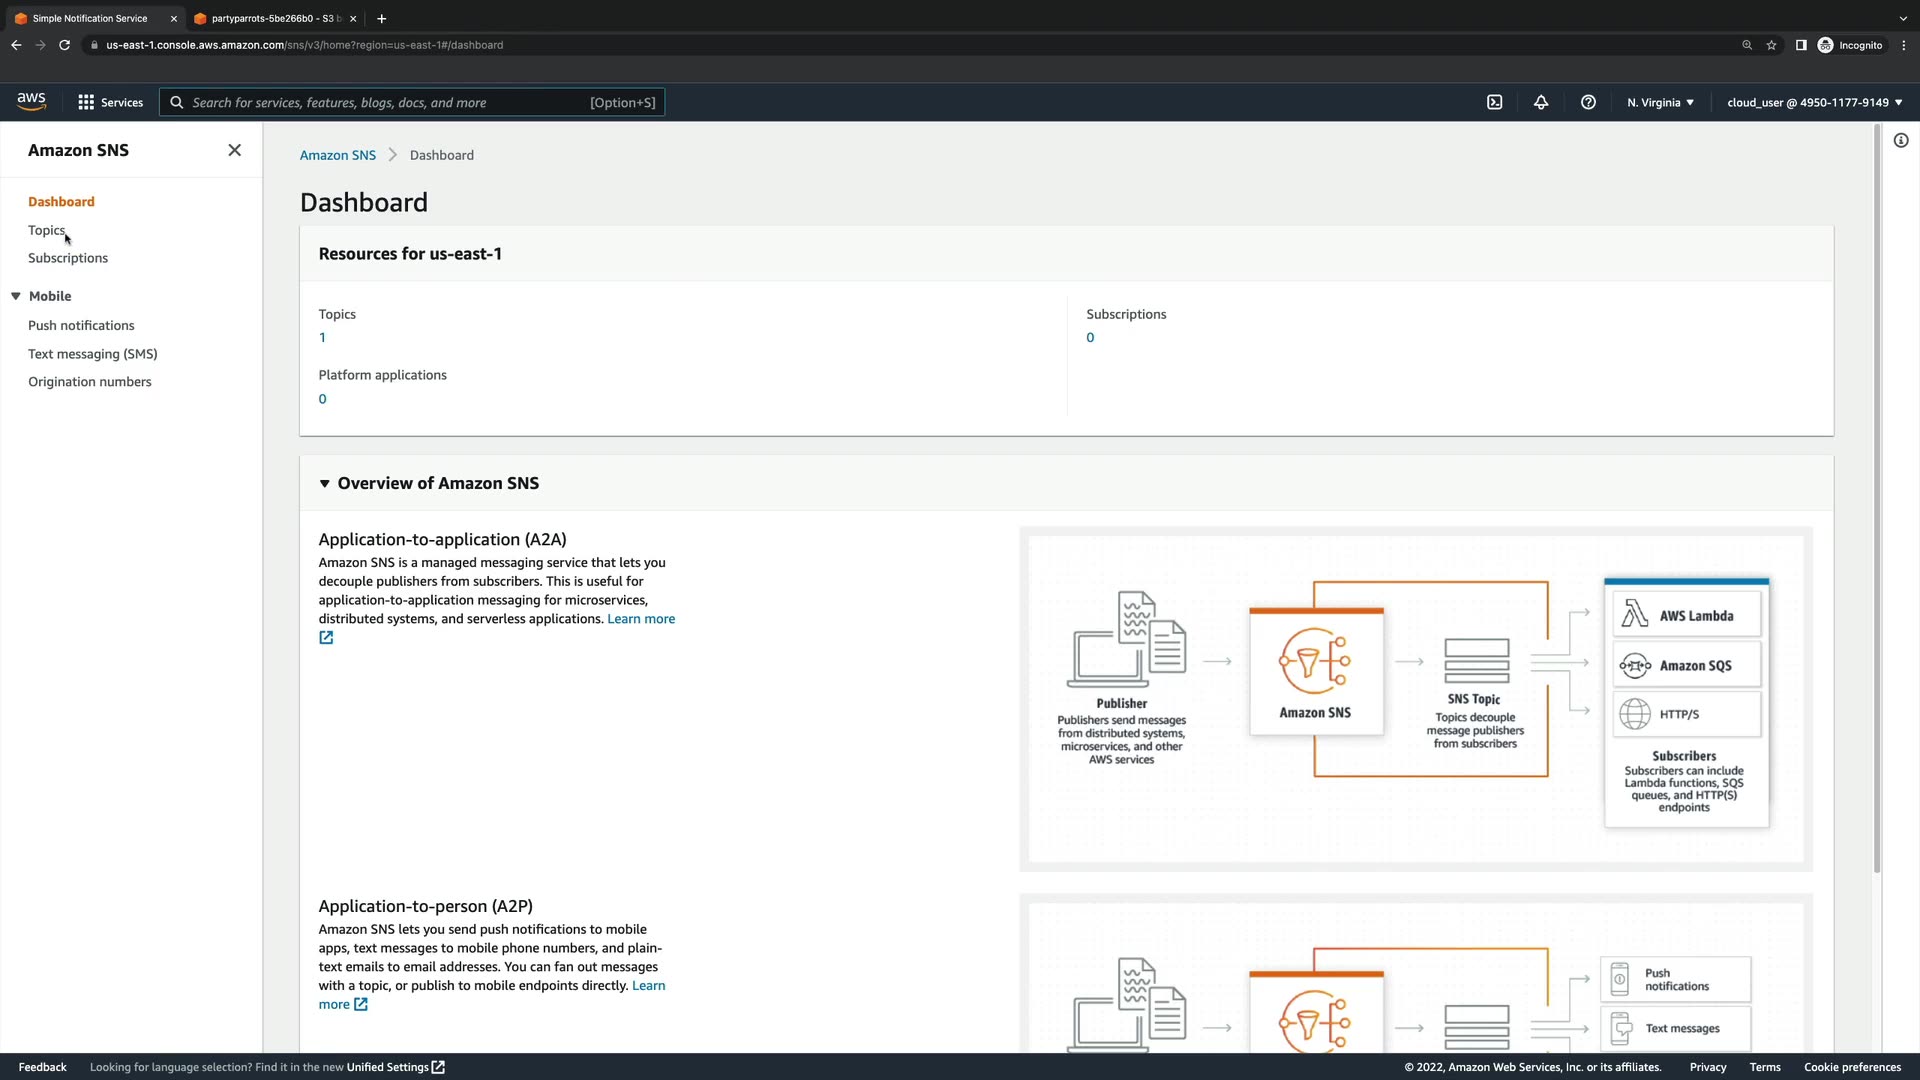 Simple Notification Service
partyparrots-5be266b0 - S3 b
us-east-1.console.aws.amazon.com/sns/v3/home?region=us-east-1#/dashboard
Incognito
aws
Services
Search for services, features, blogs, docs, and more
[Option+S]
N. Virginia
cloud_user @ 4950-1177-9149
Amazon SNS
Dashboard
Topics
Subscriptions
Mobile
Push notifications
Text messaging (SMS)
Origination numbers
Amazon SNS
Dashboard
Dashboard
Resources for us-east-1
Topics
1
Subscriptions
0
Platform applications
0
Overview of Amazon SNS
Application-to-application (A2A)
Amazon SNS is a managed messaging service that lets you
decouple publishers from subscribers. This is useful for
application-to-application messaging for microservices,
distributed systems, and serverless applications. Learn more
Publisher
Publishers send messages
from distributed systems,
microservices, and other
AWS services
Amazon SNS
SNS Topic
Topics decouple
message publishers
from subscribers
AWS Lambda
Amazon SQS
HTTP/S
Subscribers
Subscribers can include
Lambda functions, SQS
queues, and HTTP(S)
endpoints
Application-to-person (A2P)
Amazon SNS lets you send push notifications to mobile
apps, text messages to mobile phone numbers, and plain-
text emails to email addresses. You can fan out messages
with a topic, or publish to mobile endpoints directly. Learn
more
Push
notifications
Text messages
Feedback
Looking for language selection? Find it in the new Unified Settings
© 2022, Amazon Web Services, Inc. or its affiliates.
Privacy
Terms
Cookie preferences